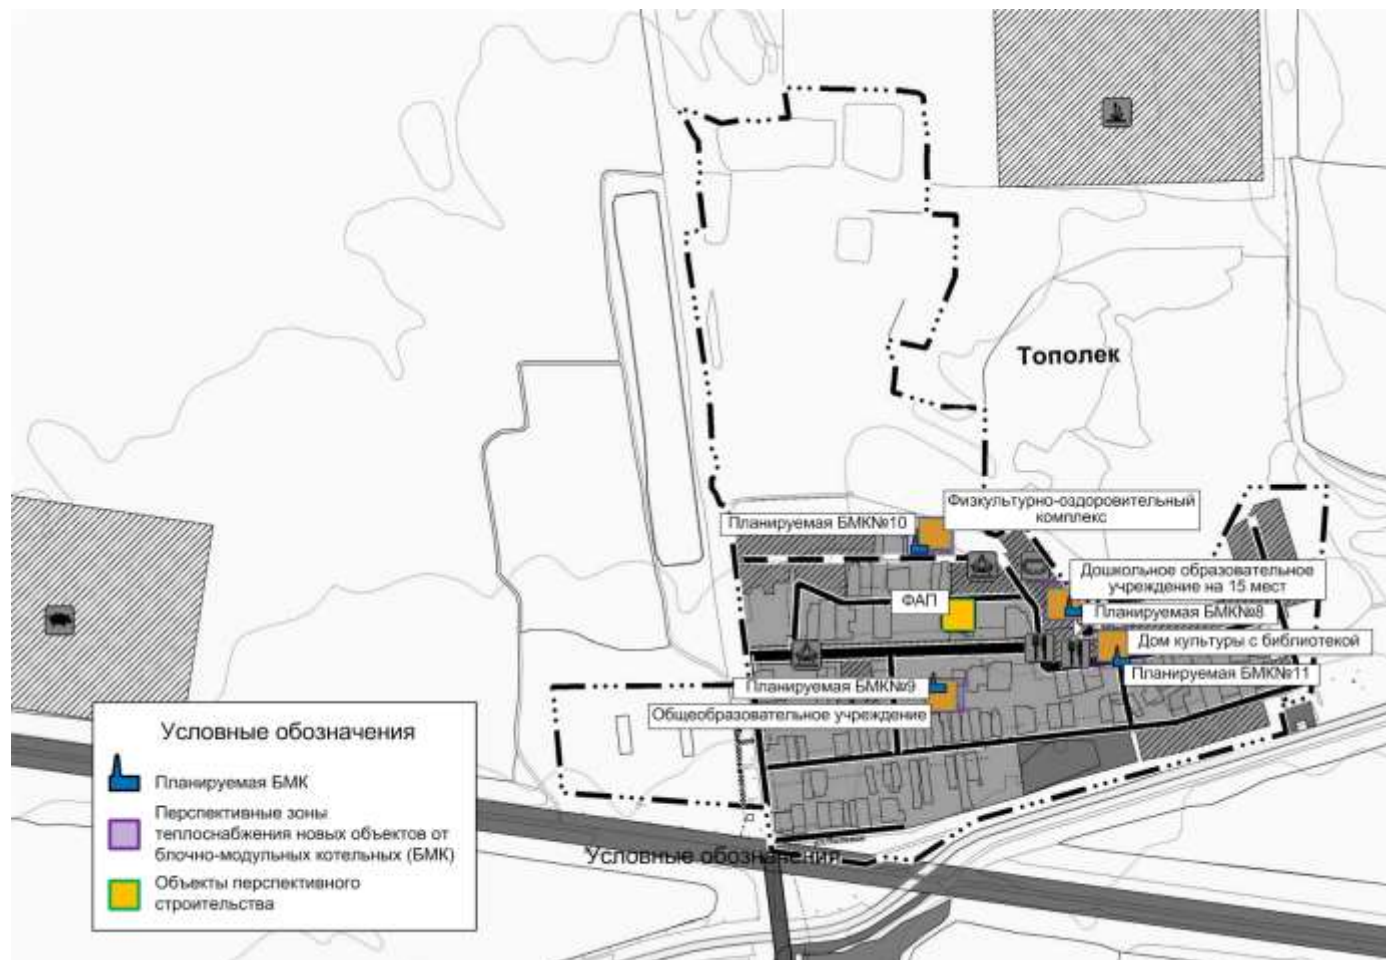 Тополек
Физкультурно-оздоровительный
комплекс
Планируемая БМК№10
Дошкольное образовательное
учреждение на 15 мест
ФАП
Планируемая БМК№8
Дом культуры с библиотекой
Планируемая БМК№11
Планируемая БМК№9
Общеобразовательное учреждение
Условные обозначения
Планируемая БМК
Перспективные зоны
теплоснабжения новых объектов от
блочно-модульных котельных (БМК)
Объекты перспективного
строительства
Условные обозначения